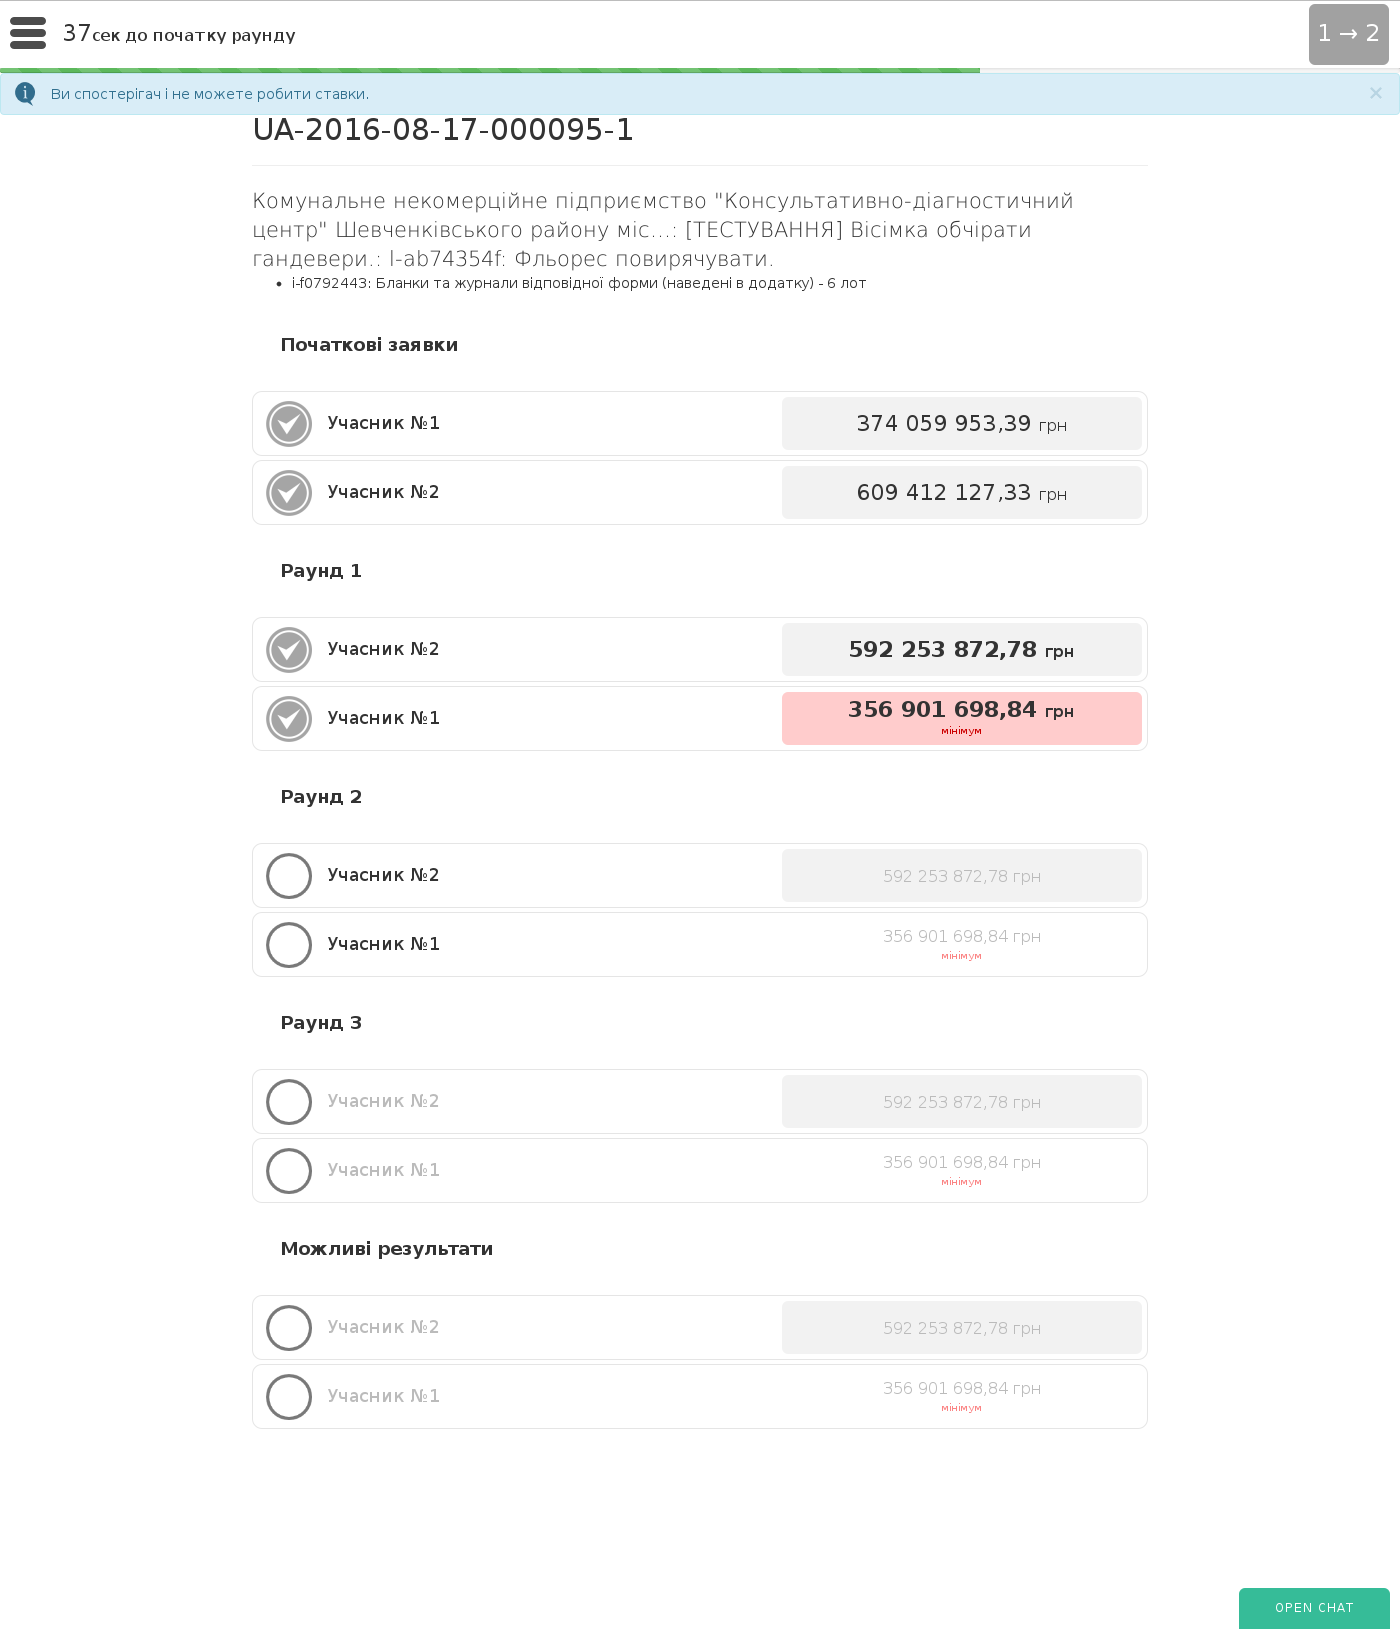 37сек до початку раунду
1 → 2
Ви спостерігач і не можете робити ставки.
×
UA-2016-08-17-000095-1
Комунальне некомерційне підприємство "Консультативно-діагностичний
центр" Шевченківського району міс...: [ТЕСТУВАННЯ] Вісімка обчірати
гандевери.: l-ab74354f: Фльорес повирячувати.
• i-f0792443: Бланки та журнали відповідної форми (наведені в додатку) - 6 лот
Початкові заявки
Учасник №1 374 059 953,39 грн
Учасник №2 609 412 127,33 грн
Раунд 1
Учасник №2 592 253 872,78 грн
Учасник №1 356 901 698,84 грн
мінімум
Раунд 2
Учасник №2 592 253 872,78 грн
Учасник №1 356 901 698,84 грн
мінімум
Раунд 3
Учасник №2 592 253 872,78 грн
Учасник №1 356 901 698,84 грн
мінімум
Можливі результати
Учасник №2 592 253 872,78 грн
Учасник №1 356 901 698,84 грн
мінімум
OPEN CHAT